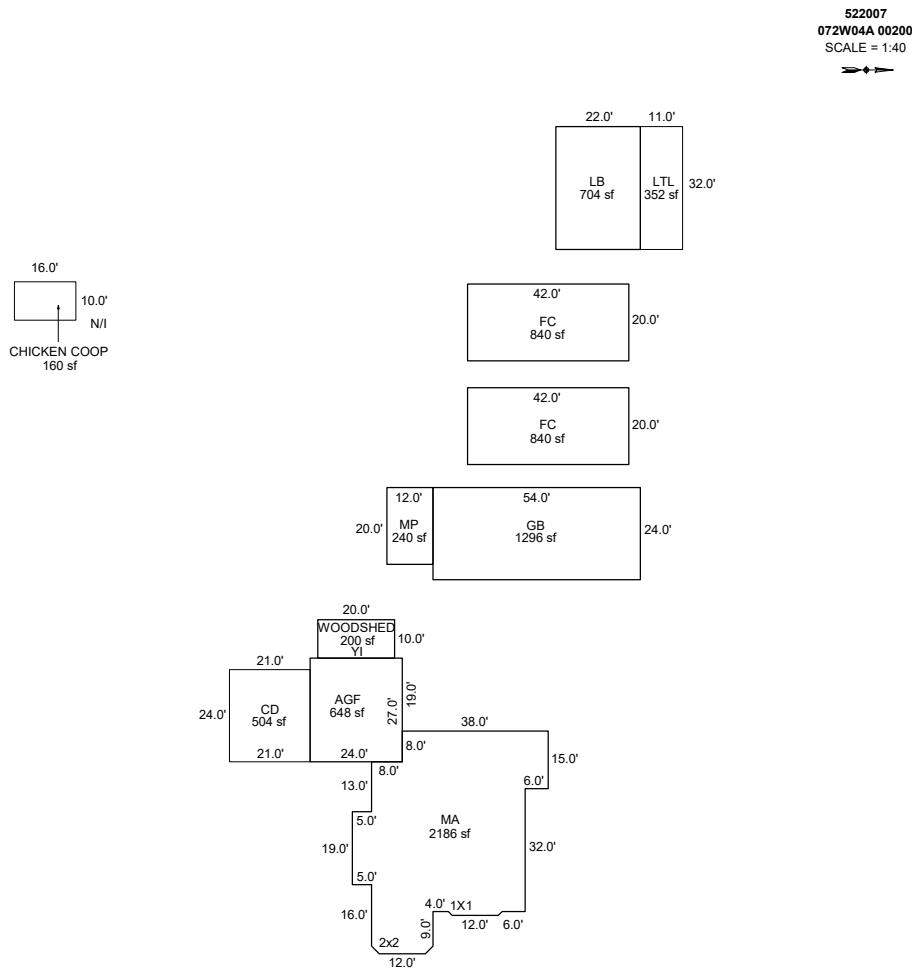 522007
072W04A 00200
SCALE = 1:40
22.0' 11.0'
LB
704 sf
LTL
352 sf
32.0'
16.0'
10.0'
N/I
CHICKEN COOP
160 sf
42.0'
FC
840 sf
20.0'
42.0'
FC
840 sf
20.0'
12.0'
20.0'
MP
240 sf
54.0'
GB
1296 sf
24.0'
20.0'
WOODSHED
200 sf
YI
10.0'
21.0'
24.0'
CD
504 sf
21.0'
AGF
648 sf
27.0'
19.0'
24.0'
38.0'
8.0'
8.0'
15.0'
6.0'
13.0'
5.0'
MA
2186 sf
19.0'
32.0'
5.0'
16.0'
4.0'
1X1
9.0'
12.0'
6.0'
2x2
12.0'